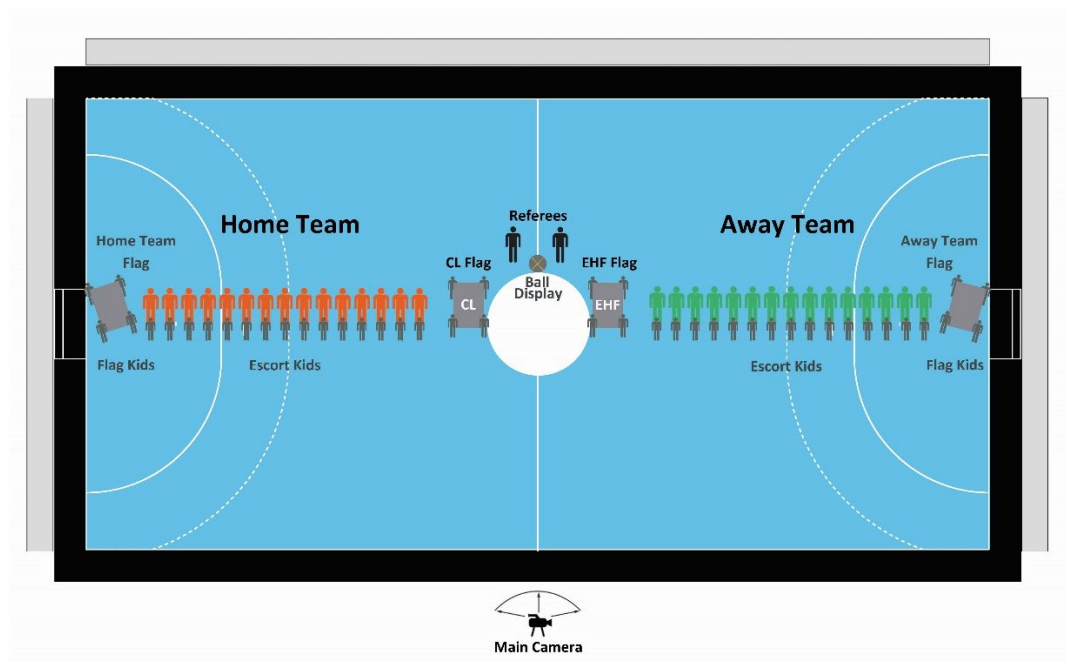 Referees
Home Team
Away Team
Home Team
Flag
Away Team
Flag
CL Flag
EHF Flag
Ball
Display
CL
EHF
Flag Kids
Escort Kids
Escort Kids
Flag Kids
Main Camera